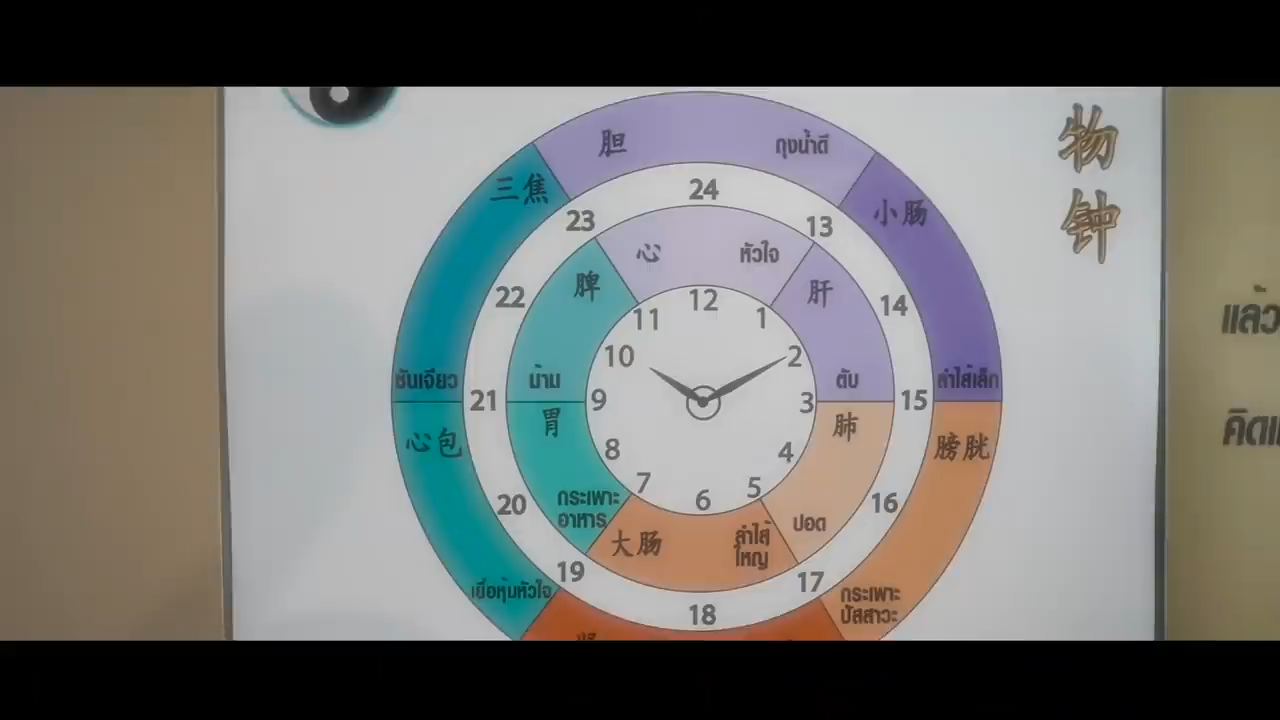 胆
ถุงน้ำดี
物
钟
三焦
24
小肠
23
13
心
หัวใจ
脾
肝
22
12
14
11
1
10
2
แล้ว
ชันเจียว
ม้าม
ตับ
ลำไส้เล็ก
21
9
3
15
胃
肺
心包
膀胱
8
4
คิด
7
5
กระเพาะ
อาหาร
6
20
16
ปอด
大肠
ลำไส้
ใหญ่
19
17
เยื่อหุ้มหัวใจ
กระเพาะ
ปัสสาวะ
18